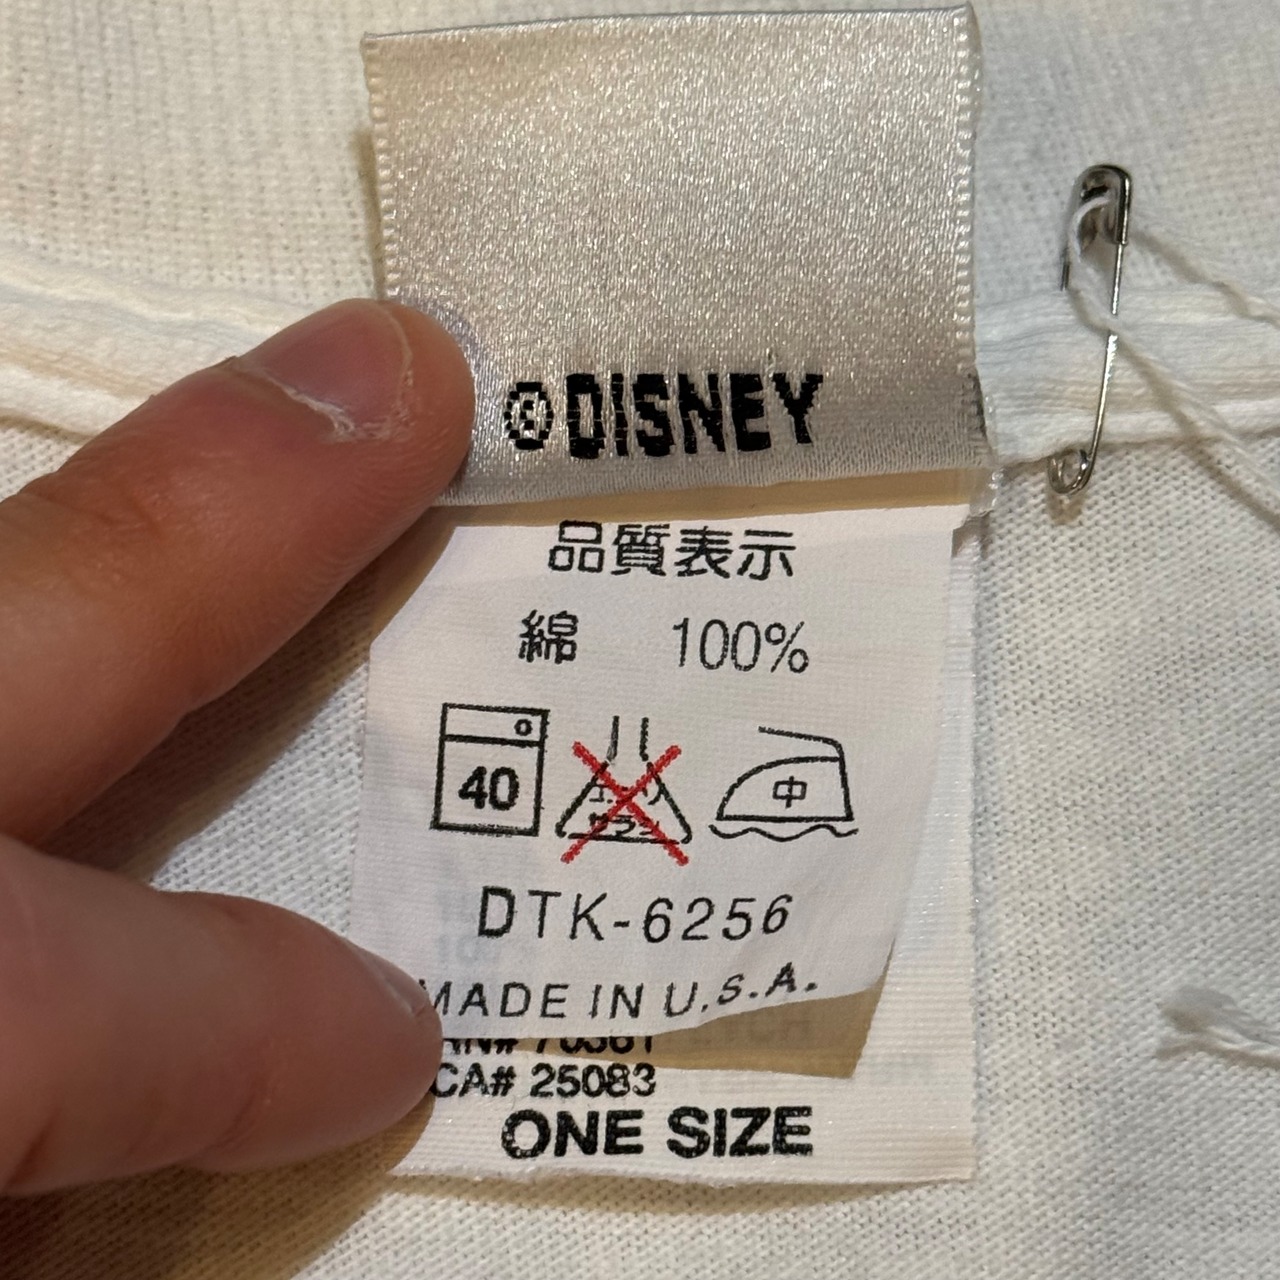 ©DISNEY
品質表示
綿 100%
40
中
DTK-6256
MADE IN U.S.A.
CA# 25083
ONE SIZE